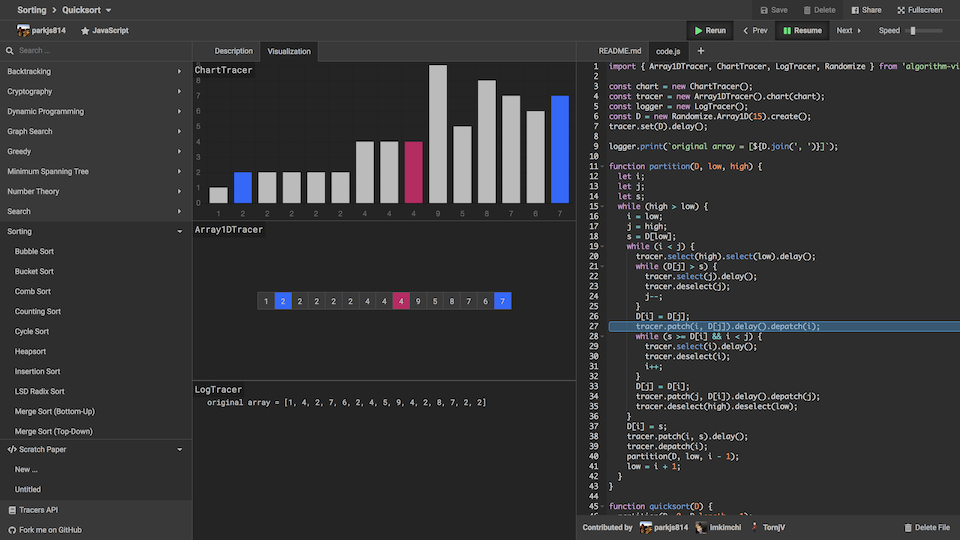 Sorting > Quicksort
Save Delete Share Fullscreen
parkjs814 JavaScript
Rerun Prev Resume Next Speed
Search ...
Backtracking
Cryptography
Dynamic Programming
Graph Search
Greedy
Minimum Spanning Tree
Number Theory
Search
Sorting
Bubble Sort
Bucket Sort
Comb Sort
Counting Sort
Cycle Sort
Heapsort
Insertion Sort
LSD Radix Sort
Merge Sort (Bottom-Up)
Merge Sort (Top-Down)
</> Scratch Paper
New ...
Untitled
Tracers API
Fork me on GitHub
Description Visualization
ChartTracer
9
8
7
6
5
4
3
2
1
0
1 2 2 2 2 2 4 4 4 9 5 8 7 6 7
Array1DTracer
1 2 2 2 2 2 4 4 4 9 5 8 7 6 7
LogTracer
original array = [1, 4, 2, 7, 6, 2, 4, 5, 9, 4, 2, 8, 7, 2, 2]
README.md code.js +
1 import { Array1DTracer, ChartTracer, LogTracer, Randomize } from 'algorithm-vi
2
3 const chart = new ChartTracer();
4 const tracer = new Array1DTracer().chart(chart);
5 const logger = new LogTracer();
6 const D = new Randomize.Array1D(15).create();
7 tracer.set(D).delay();
8
9 logger.print(`original array = [${D.join(', ')}]`);
10
11 function partition(D, low, high) {
12 let i;
13 let j;
14 let s;
15 while (high > low) {
16 i = low;
17 j = high;
18 s = D[low];
19 while (i < j) {
20 tracer.select(high).select(low).delay();
21 while (D[j] > s) {
22 tracer.select(j).delay();
23 tracer.deselect(j);
24 j--;
25 }
26 D[i] = D[j];
27 tracer.patch(i, D[j]).delay().depatch(i);
28 while (s >= D[i] && i < j) {
29 tracer.select(i).delay();
30 tracer.deselect(i);
31 i++;
32 }
33 D[j] = D[i];
34 tracer.patch(j, D[i]).delay().depatch(j);
35 tracer.deselect(high).deselect(low);
36 }
37 D[i] = s;
38 tracer.patch(i, s).delay();
39 tracer.depatch(i);
40 partition(D, low, i - 1);
41 low = i + 1;
42 }
43 }
44
45 function quicksort(D) {
Contributed by parkjs814 imkimchi TornjV Delete File